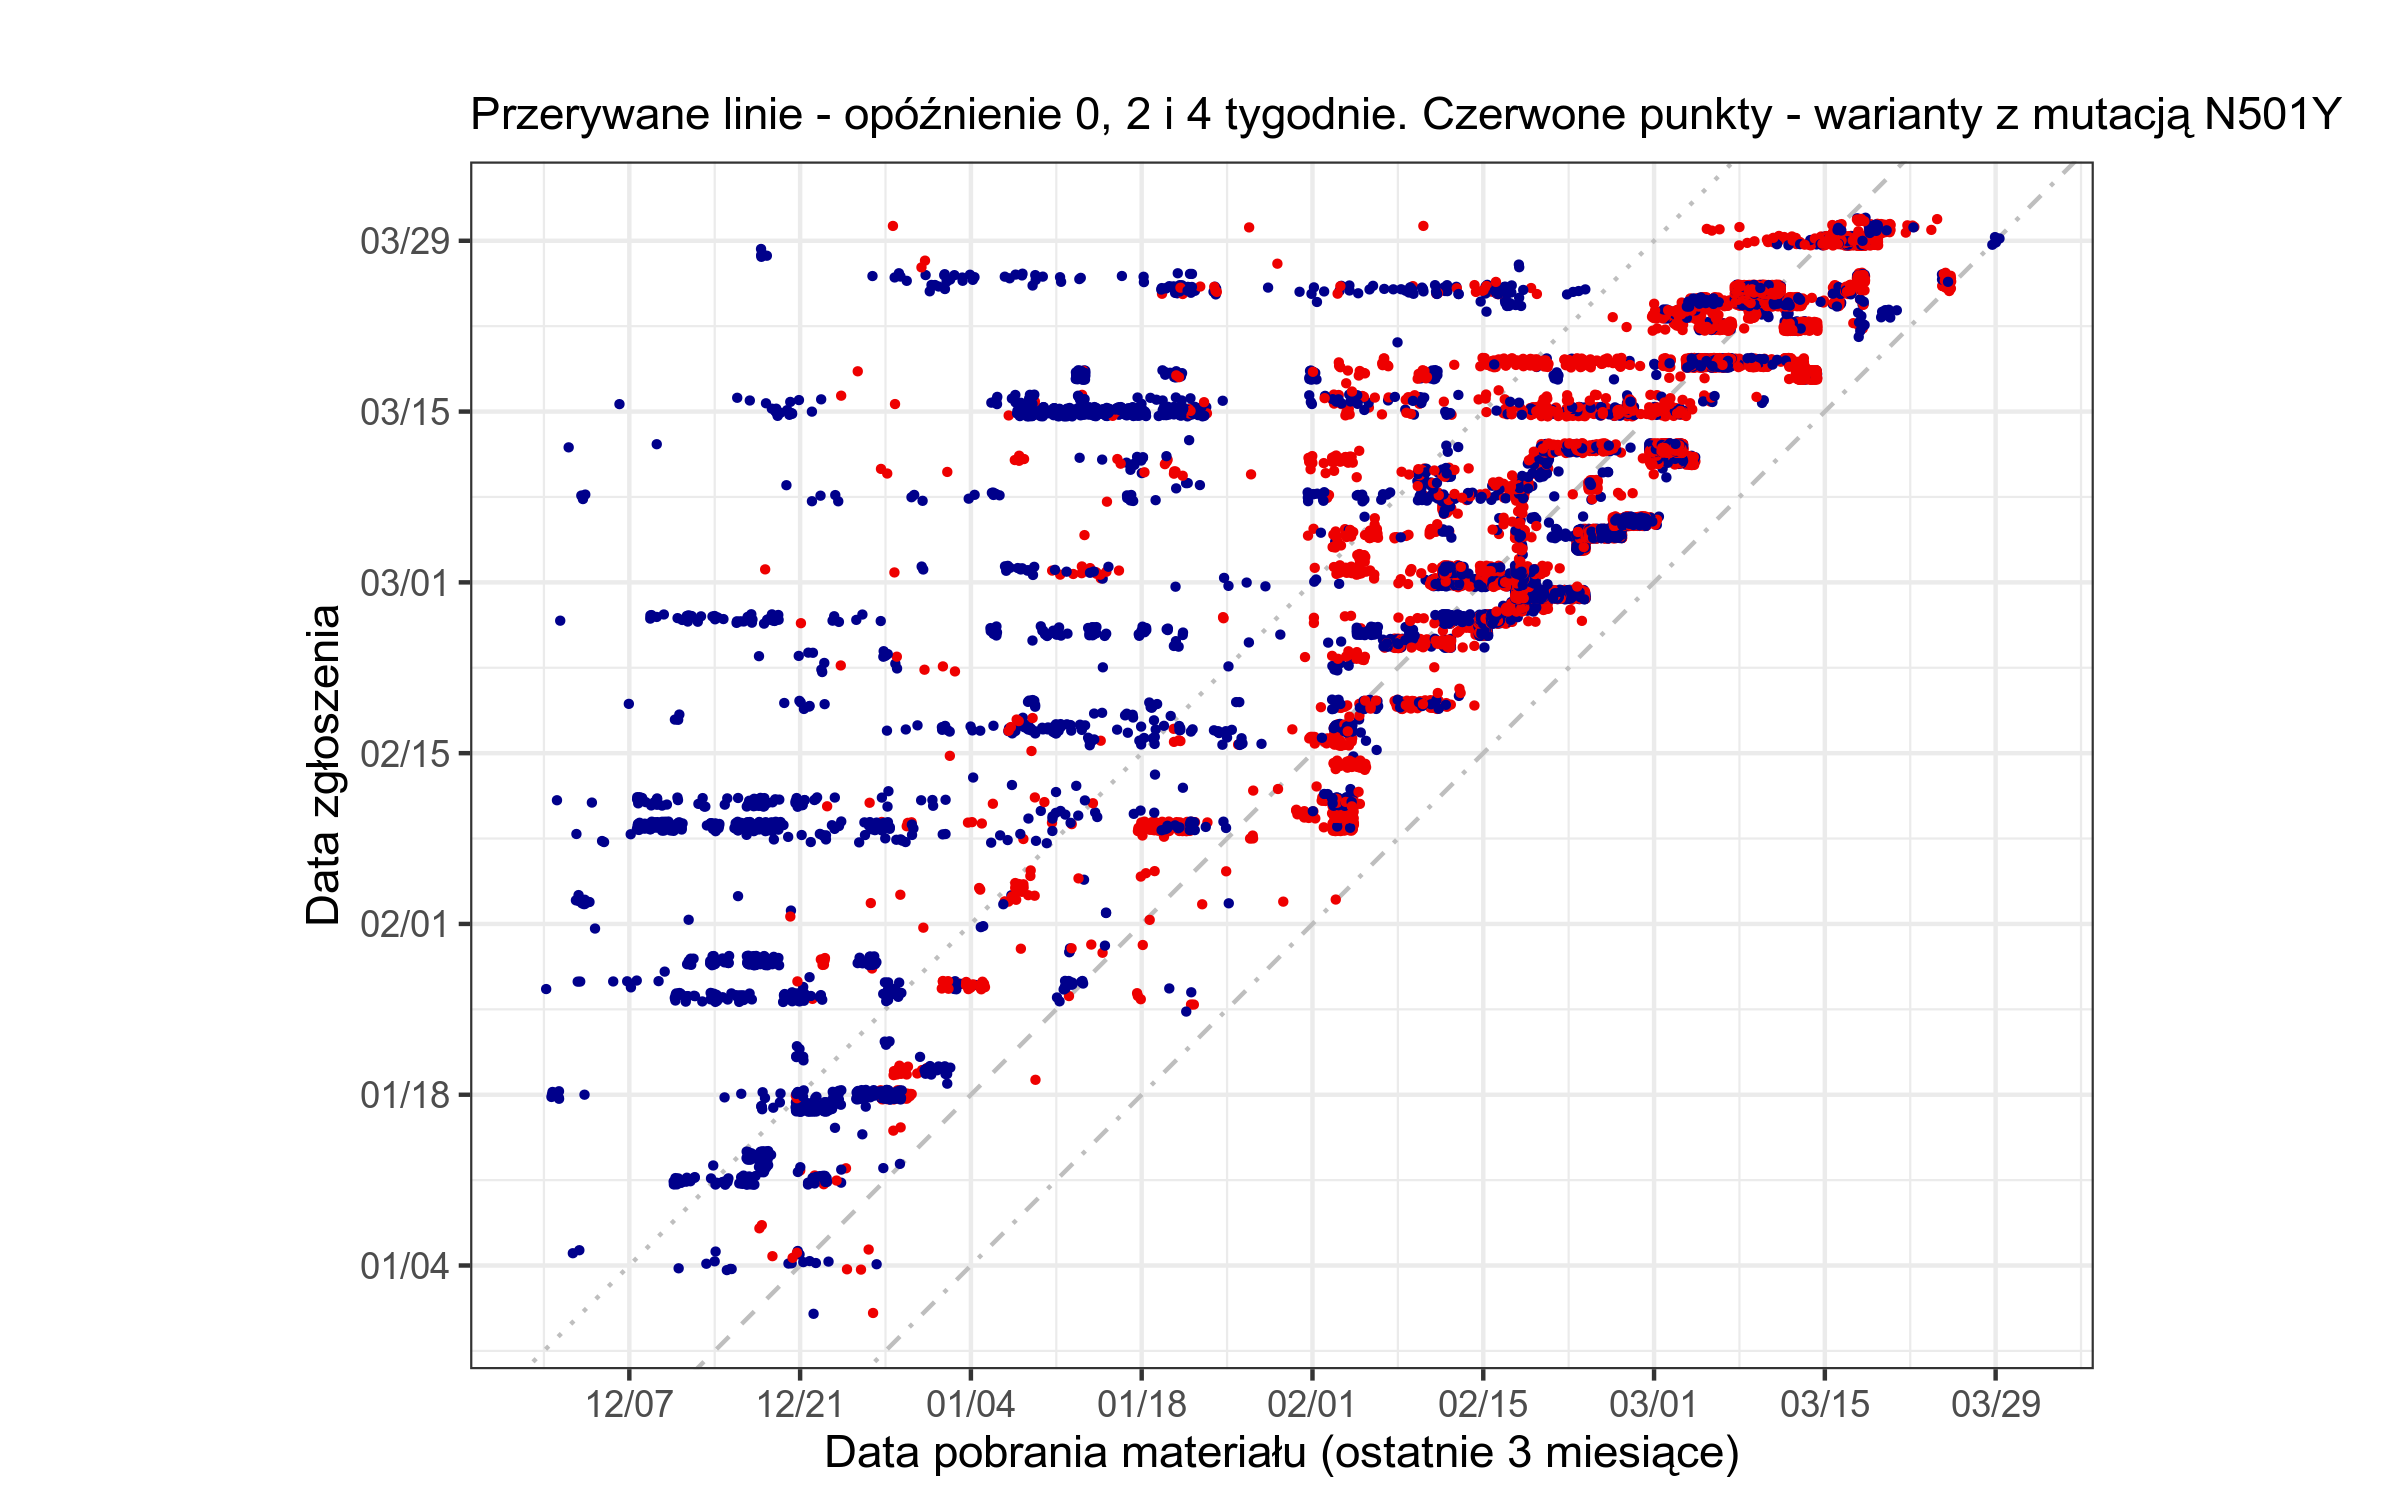 Przerywane linie - opóźnienie 0, 2 i 4 tygodnie. Czerwone punkty - warianty z mutacją N501Y
03/29
03/15
03/01
02/15
02/01
01/18
01/04
Data zgłoszenia
12/07 12/21 01/04 01/18 02/01 02/15 03/01 03/15 03/29
Data pobrania materiału (ostatnie 3 miesiące)